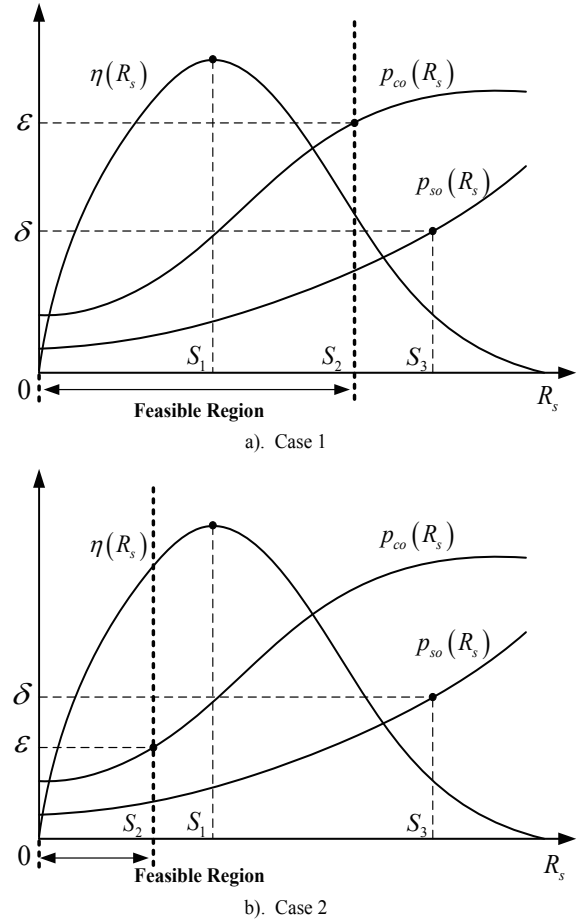 η(R_s)
p_co(R_s)
ε
p_so(R_s)
δ
S_1
S_2
S_3
0
R_s
Feasible Region
a). Case 1
η(R_s)
p_co(R_s)
p_so(R_s)
δ
ε
S_2
S_1
S_3
0
R_s
Feasible Region
b). Case 2